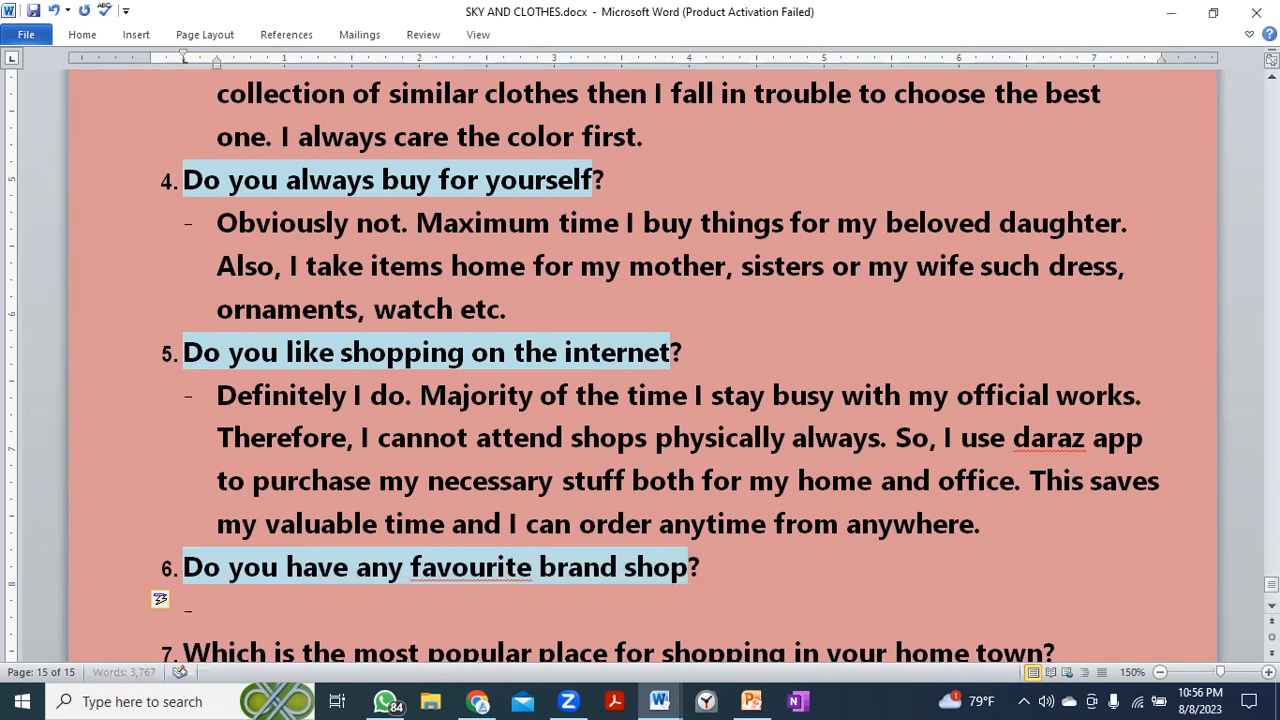 SKY AND CLOTHES.docx - Microsoft Word (Product Activation Failed)
File Home Insert Page Layout References Mailings Review View
1 2 3 4 5 6 7
collection of similar clothes then I fall in trouble to choose the best
one. I always care the color first.
4. Do you always buy for yourself?
- Obviously not. Maximum time I buy things for my beloved daughter.
Also, I take items home for my mother, sisters or my wife such dress,
ornaments, watch etc.
5. Do you like shopping on the internet?
- Definitely I do. Majority of the time I stay busy with my official works.
Therefore, I cannot attend shops physically always. So, I use daraz app
to purchase my necessary stuff both for my home and office. This saves
my valuable time and I can order anytime from anywhere.
6. Do you have any favourite brand shop?
-
7. Which is the most popular place for shopping in your home town?
Page: 15 of 15 Words: 3,767 150%
Type here to search 84 79°F 10:56 PM
8/8/2023